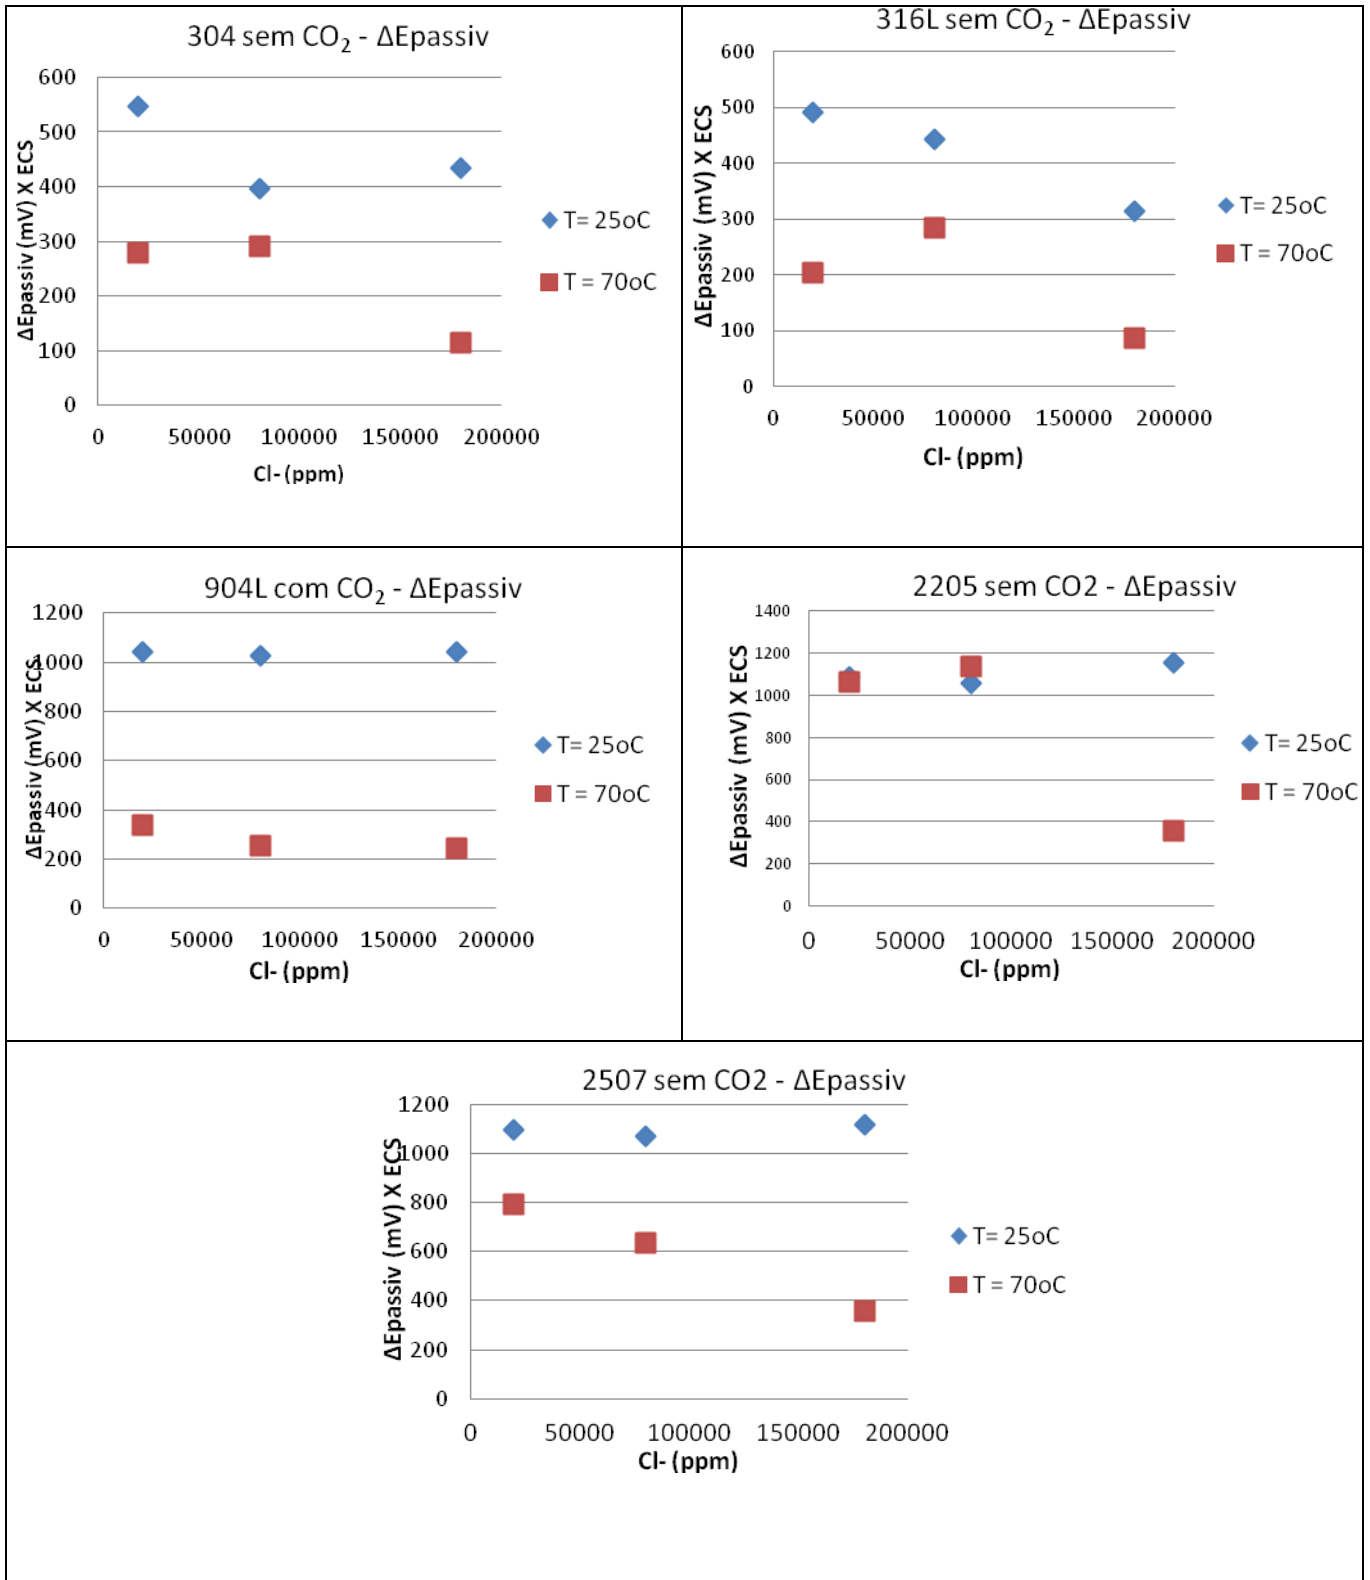 304 sem CO₂ - ΔEpassiv
600
500
400
300
200
100
0
0 50000 100000 150000 200000
Cl- (ppm)
ΔEpassiv (mV) X ECS
T= 25oC
T = 70oC
316L sem CO₂ - ΔEpassiv
600
500
400
300
200
100
0
0 50000 100000 150000 200000
Cl- (ppm)
ΔEpassiv (mV) X ECS
T= 25oC
T = 70oC
904L com CO₂ - ΔEpassiv
1200
1000
800
600
400
200
0
0 50000 100000 150000 200000
Cl- (ppm)
ΔEpassiv (mV) X ECS
T= 25oC
T = 70oC
2205 sem CO2 - ΔEpassiv
1400
1200
1000
800
600
400
200
0
0 50000 100000 150000 200000
Cl- (ppm)
ΔEpassiv (mV) X ECS
T= 25oC
T = 70oC
2507 sem CO2 - ΔEpassiv
1200
1000
800
600
400
200
0
0 50000 100000 150000 200000
Cl- (ppm)
ΔEpassiv (mV) X ECS
T= 25oC
T = 70oC